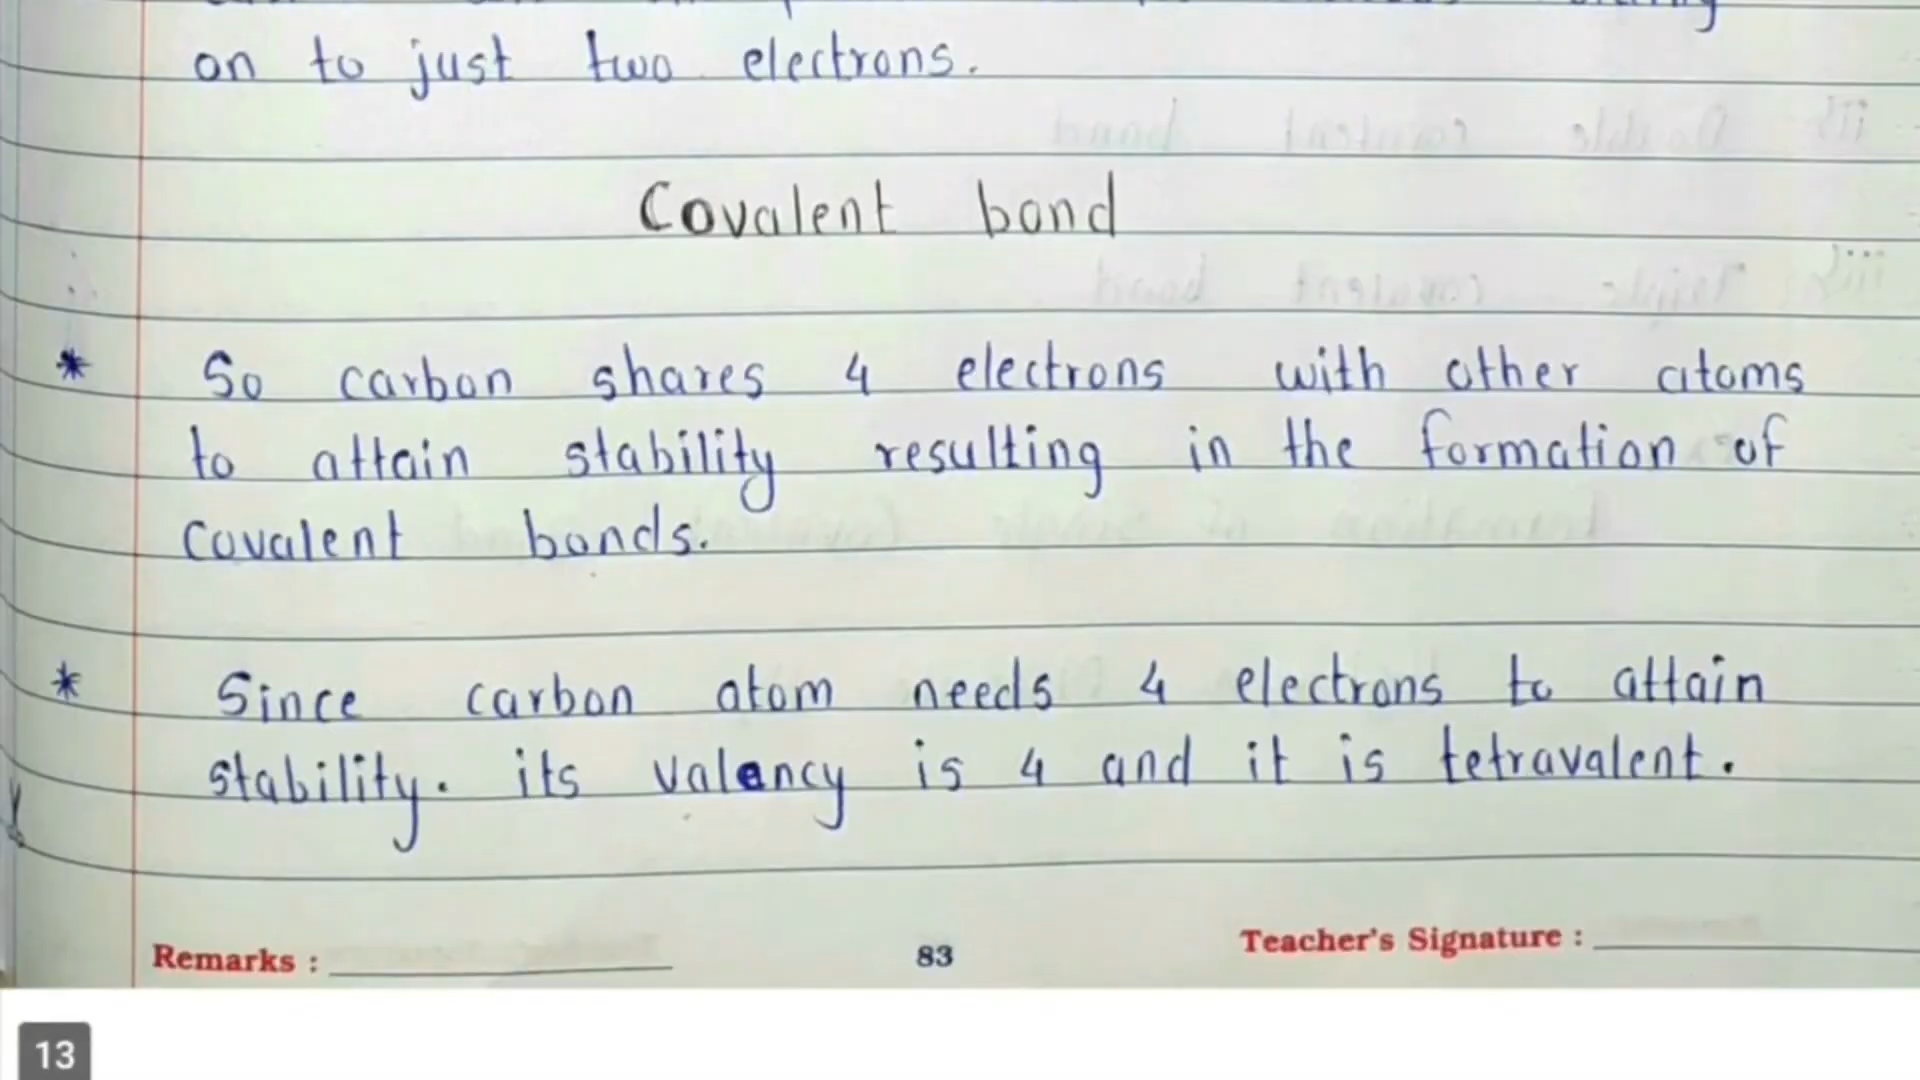 on to just two electrons.
Covalent bond
* So carbon shares 4 electrons with other atoms
to attain stability resulting in the formation of
covalent bonds.
* Since carbon atom needs 4 electrons to attain
stability. its valency is 4 and it is tetravalent.
Remarks : 83 Teacher's Signature :
13